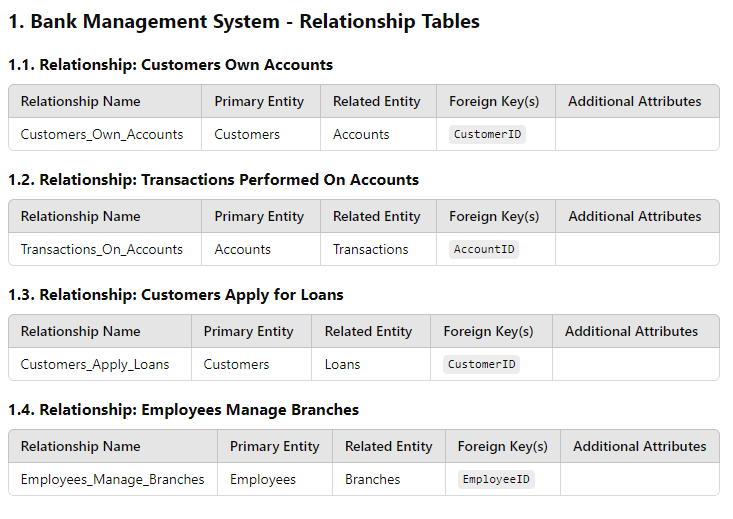 1. Bank Management System - Relationship Tables
1.1. Relationship: Customers Own Accounts
Relationship Name Primary Entity Related Entity Foreign Key(s) Additional Attributes
Customers_Own_Accounts Customers Accounts CustomerID
1.2. Relationship: Transactions Performed On Accounts
Relationship Name Primary Entity Related Entity Foreign Key(s) Additional Attributes
Transactions_On_Accounts Accounts Transactions AccountID
1.3. Relationship: Customers Apply for Loans
Relationship Name Primary Entity Related Entity Foreign Key(s) Additional Attributes
Customers_Apply_Loans Customers Loans CustomerID
1.4. Relationship: Employees Manage Branches
Relationship Name Primary Entity Related Entity Foreign Key(s) Additional Attributes
Employees_Manage_Branches Employees Branches EmployeeID